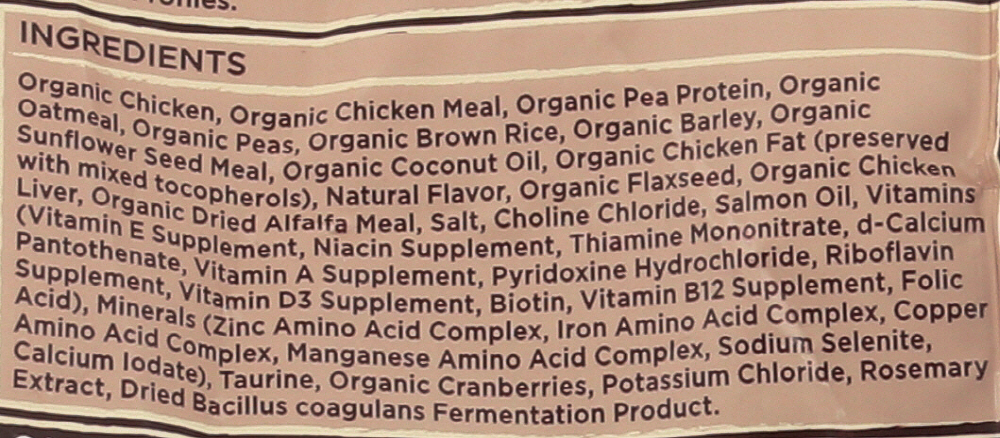 INGREDIENTS
Organic Chicken, Organic Chicken Meal, Organic Pea Protein, Organic
Oatmeal, Organic Peas, Organic Brown Rice, Organic Barley, Organic
Sunflower Seed Meal, Organic Coconut Oil, Organic Chicken Fat (preserved
with mixed tocopherols), Natural Flavor, Organic Flaxseed, Organic Chicken
Liver, Organic Dried Alfalfa Meal, Salt, Choline Chloride, Salmon Oil, Vitamins
(Vitamin E Supplement, Niacin Supplement, Thiamine Mononitrate, d-Calcium
Pantothenate, Vitamin A Supplement, Pyridoxine Hydrochloride, Riboflavin
Supplement, Vitamin D3 Supplement, Biotin, Vitamin B12 Supplement, Folic
Acid), Minerals (Zinc Amino Acid Complex, Iron Amino Acid Complex, Copper
Amino Acid Complex, Manganese Amino Acid Complex, Sodium Selenite,
Calcium Iodate), Taurine, Organic Cranberries, Potassium Chloride, Rosemary
Extract, Dried Bacillus coagulans Fermentation Product.